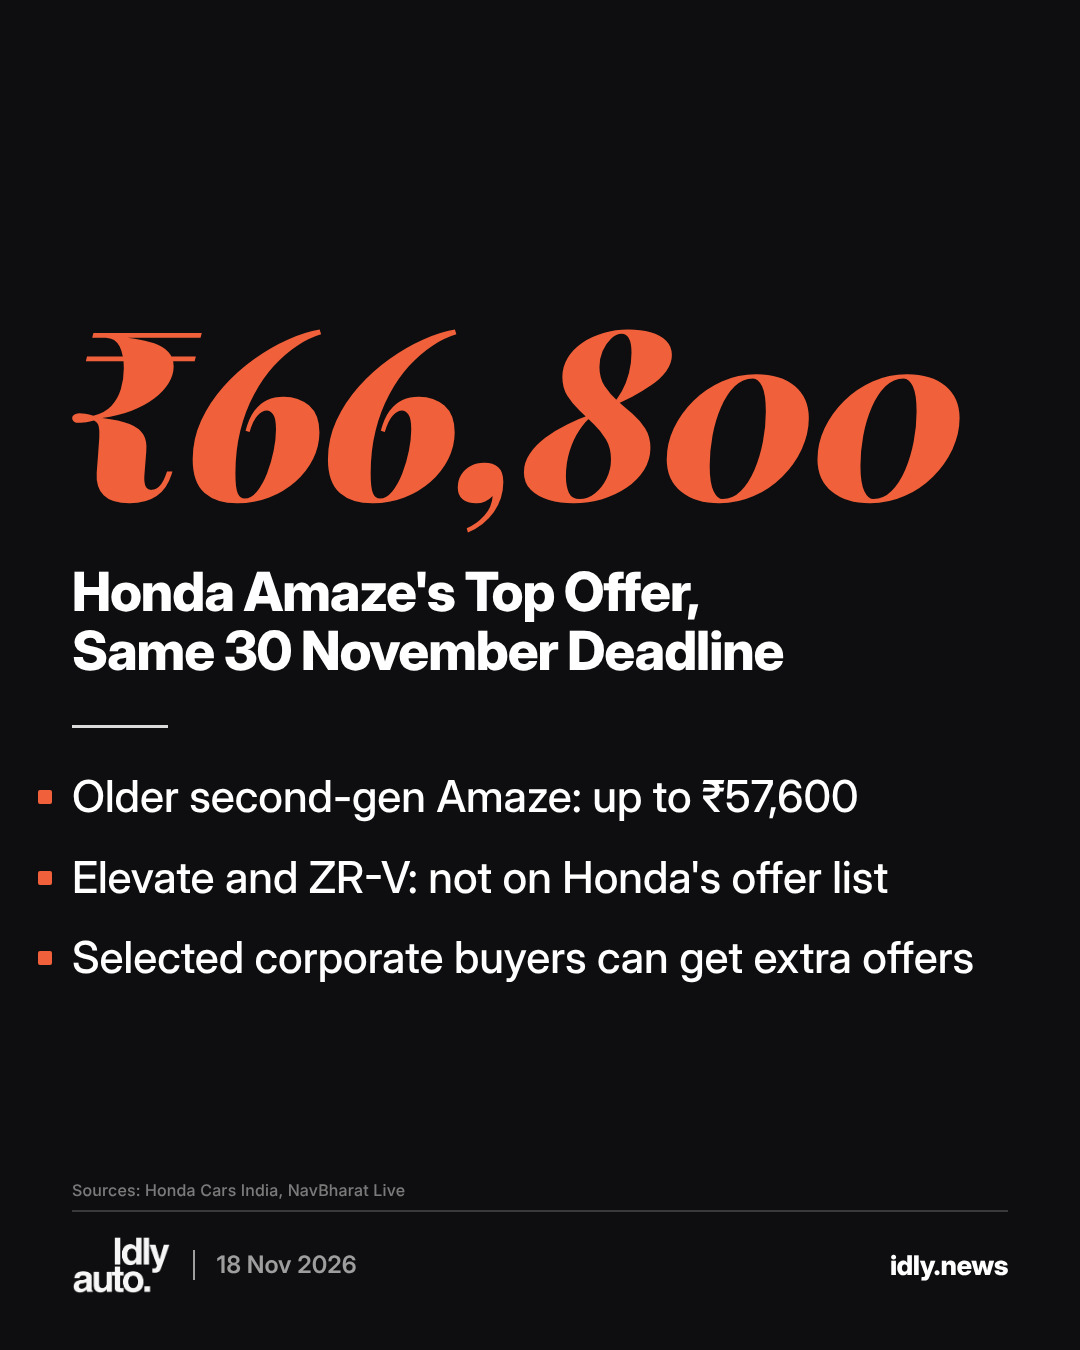 ₹66,800
Honda Amaze's Top Offer,
Same 30 November Deadline
Older second-gen Amaze: up to ₹57,600
Elevate and ZR-V: not on Honda's offer list
Selected corporate buyers can get extra offers
Sources: Honda Cars India, NavBharat Live
Idly
auto.
18 Nov 2026
idly.news